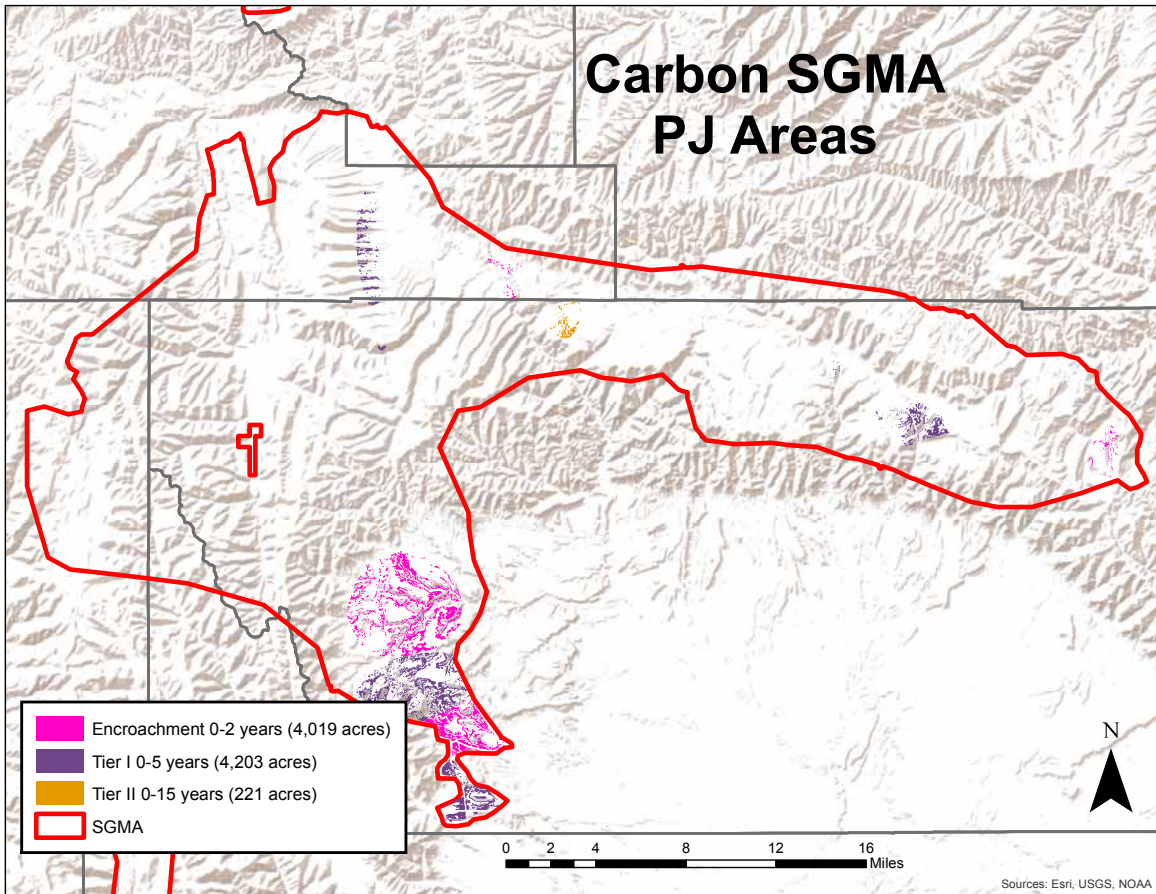 Carbon SGMA
PJ Areas
Encroachment 0-2 years (4,019 acres)
Tier I 0-5 years (4,203 acres)
Tier II 0-15 years (221 acres)
SGMA
N
0 2 4 8 12 16
Miles
Sources: Esri, USGS, NOAA